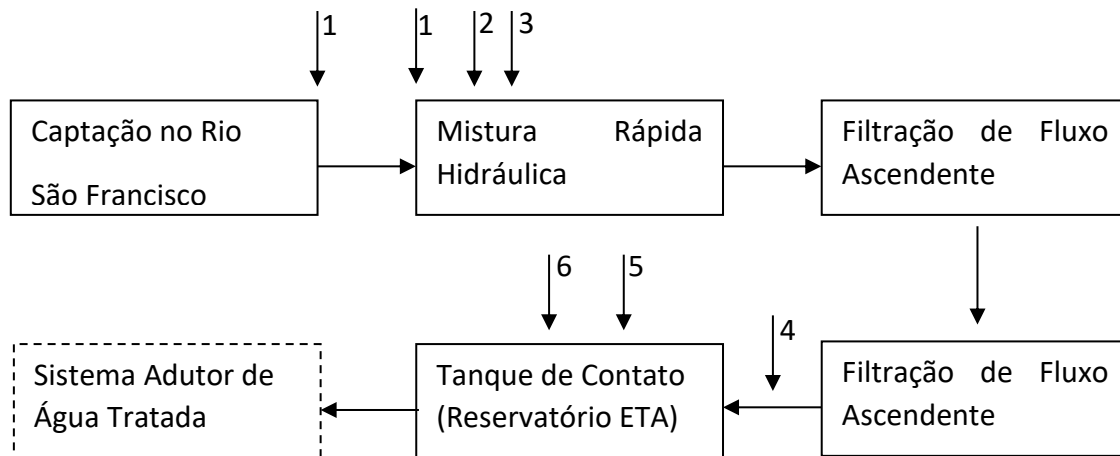 1
1
2
3
Captação no Rio
São Francisco
Mistura Rápida
Hidráulica
Filtração de Fluxo
Ascendente
6
5
4
Sistema Adutor de
Água Tratada
Tanque de Contato
(Reservatório ETA)
Filtração de Fluxo
Ascendente